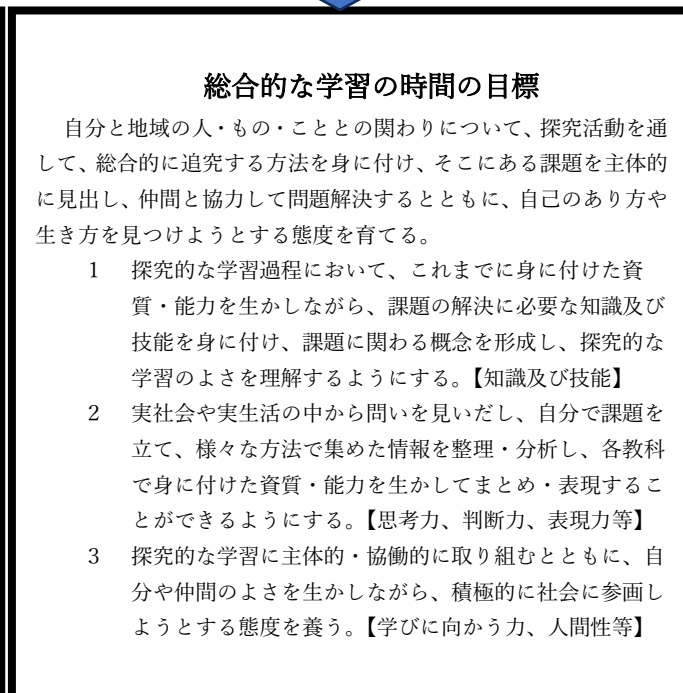 総合的な学習の時間の目標
自分と地域の人・もの・こととの関わりについて、探究活動を通
して、総合的に追究する方法を身に付け、そこにある課題を主体的
に見出し、仲間と協力して問題解決するとともに、自己のあり方や
生き方を見つけようとする態度を育てる。
1 探究的な学習過程において、これまでに身に付けた資
質・能力を生かしながら、課題の解決に必要な知識及び
技能を身に付け、課題に関わる概念を形成し、探究的な
学習のよさを理解するようにする。【知識及び技能】
2 実社会や実生活の中から問いを見いだし、自分で課題を
立て、様々な方法で集めた情報を整理・分析し、各教科
で身に付けた資質・能力を生かしてまとめ・表現するこ
とができるようにする。【思考力、判断力、表現力等】
3 探究的な学習に主体的・協働的に取り組むとともに、自
分や仲間のよさを生かしながら、積極的に社会に参画し
ようとする態度を養う。【学びに向かう力、人間性等】